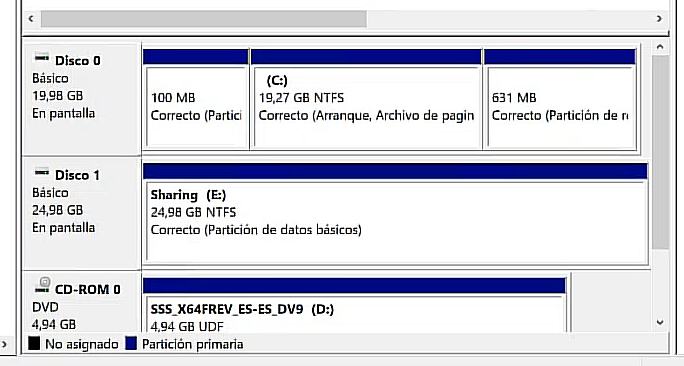 Disco 0
Básico
19,98 GB
En pantalla
100 MB
Correcto (Partici
(C:)
19,27 GB NTFS
Correcto (Arranque, Archivo de pagin
631 MB
Correcto (Partición de re
Disco 1
Básico
24,98 GB
En pantalla
Sharing (E:)
24,98 GB NTFS
Correcto (Partición de datos básicos)
CD-ROM 0
DVD
4,94 GB
SSS_X64FREV_ES-ES_DV9 (D:)
4,94 GB UDF
No asignado Partición primaria